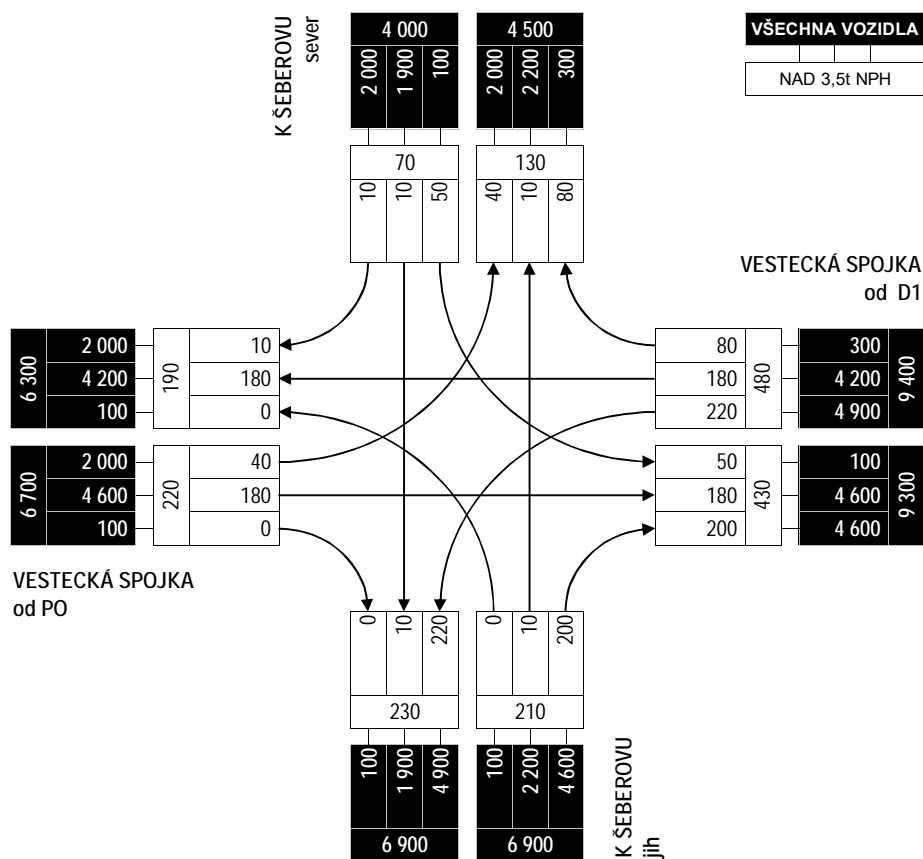 K ŠEBEROVU
sever
4 000
2 000 1 900 100
70
10 10 50
4 500
2 000 2 200 300
130
40 10 80
VŠECHNA VOZIDLA
NAD 3,5t NPH
VESTECKÁ SPOJKA
od D1
6 300
2 000
4 200
100
190
10
180
0
6 700
2 000
4 600
100
220
40
180
0
VESTECKÁ SPOJKA
od PO
80
180
220
480
300
4 200
4 900
9 400
50
180
200
430
100
4 600
4 600
9 300
0 10 220
230
100 1 900 4 900
6 900
0 10 200
210
100 2 200 4 600
6 900
K ŠEBEROVU
jih